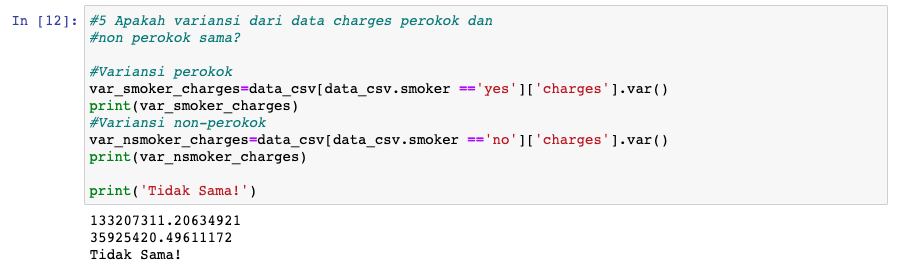 In [12]: #5 Apakah variansi dari data charges perokok dan
#non perokok sama?
#Variansi perokok
var_smoker_charges=data_csv[data_csv.smoker =='yes']['charges'].var()
print(var_smoker_charges)
#Variansi non-perokok
var_nsmoker_charges=data_csv[data_csv.smoker =='no']['charges'].var()
print(var_nsmoker_charges)
print('Tidak Sama!')
133207311.20634921
35925420.49611172
Tidak Sama!